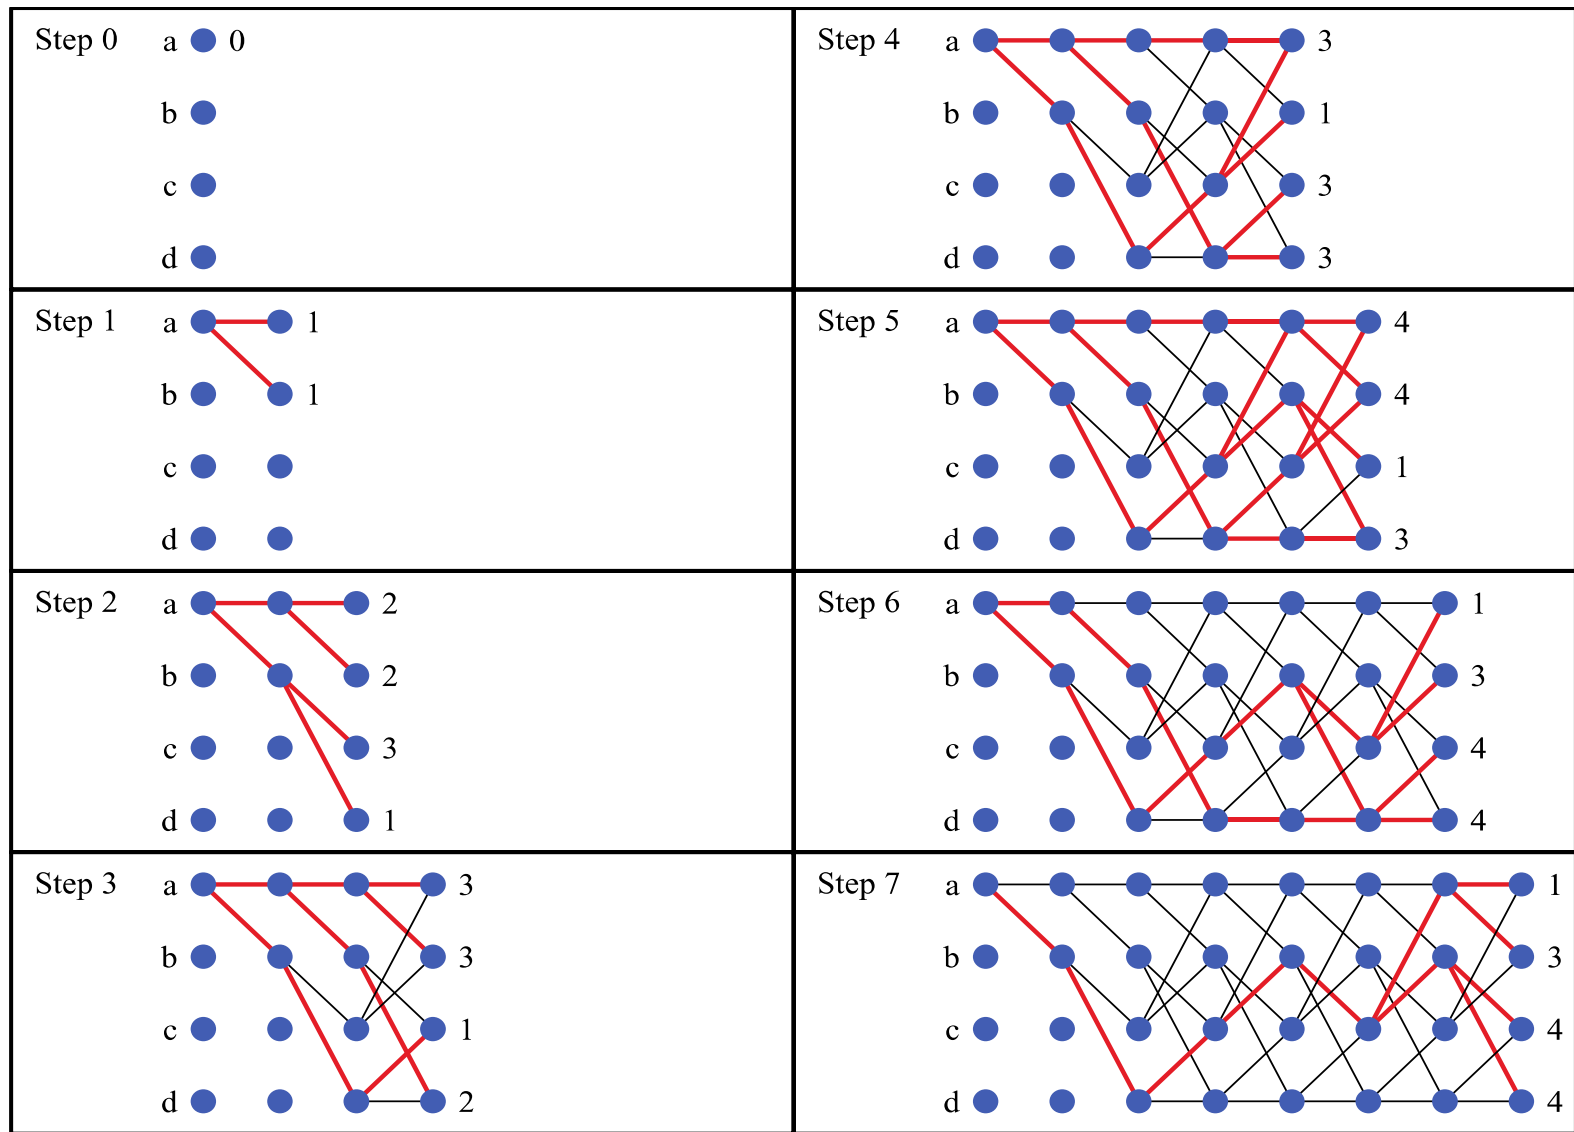 Step 0 a 0
b
c
d
Step 1 a 1
b 1
c
d
Step 2 a 2
b 2
c 3
d 1
Step 3 a 3
b 3
c 1
d 2
Step 4 a 3
b 1
c 3
d 3
Step 5 a 4
b 4
c 1
d 3
Step 6 a 1
b 3
c 4
d 4
Step 7 a 1
b 3
c 4
d 4